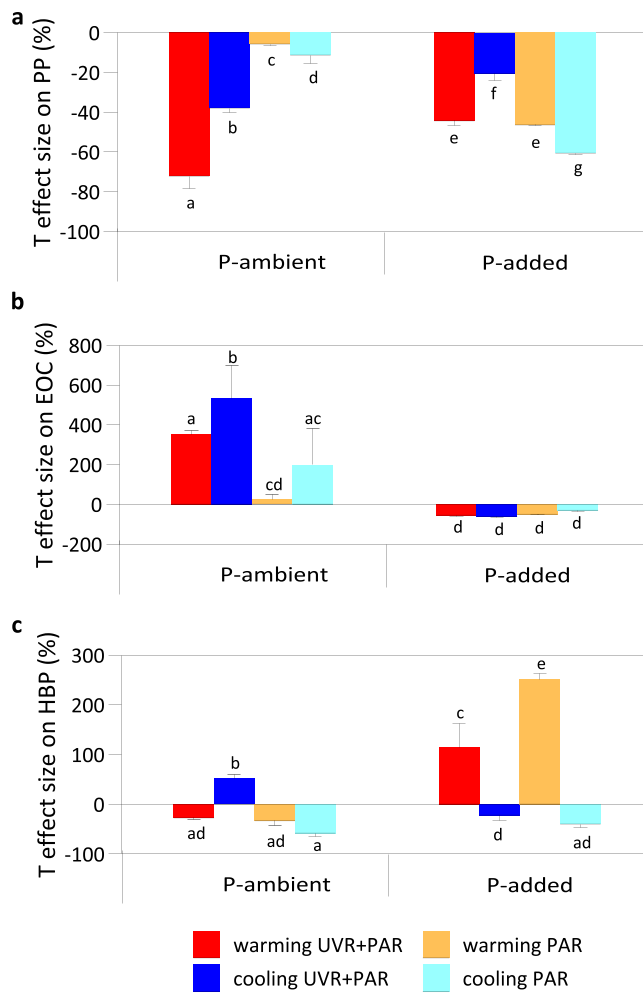 a
T effect size on PP (%)
0
-20
-40
-60
-80
-100
a
b
c
d
e
f
e
g
P-ambient
P-added
b
T effect size on EOC (%)
800
600
400
200
0
-200
a
b
cd
ac
d
d
d
d
P-ambient
P-added
c
T effect size on HBP (%)
300
200
100
0
-100
ad
b
ad
a
c
d
e
ad
P-ambient
P-added
warming UVR+PAR
warming PAR
cooling UVR+PAR
cooling PAR